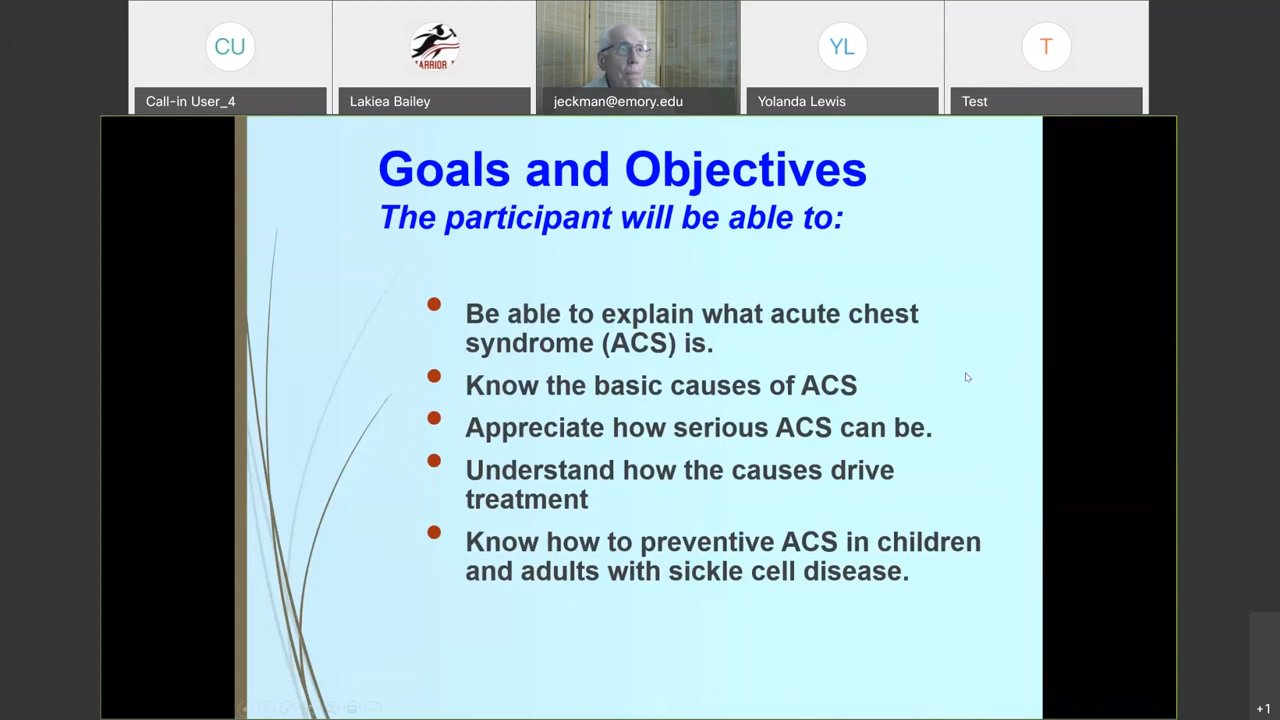 CU
YL
T
ARRIOR
Call-in User_4
Lakiea Bailey
jeckman@emory.edu
Yolanda Lewis
Test
Goals and Objectives
The participant will be able to:
Be able to explain what acute chest
syndrome (ACS) is.
Know the basic causes of ACS
Appreciate how serious ACS can be.
Understand how the causes drive
treatment
Know how to preventive ACS in children
and adults with sickle cell disease.
+1